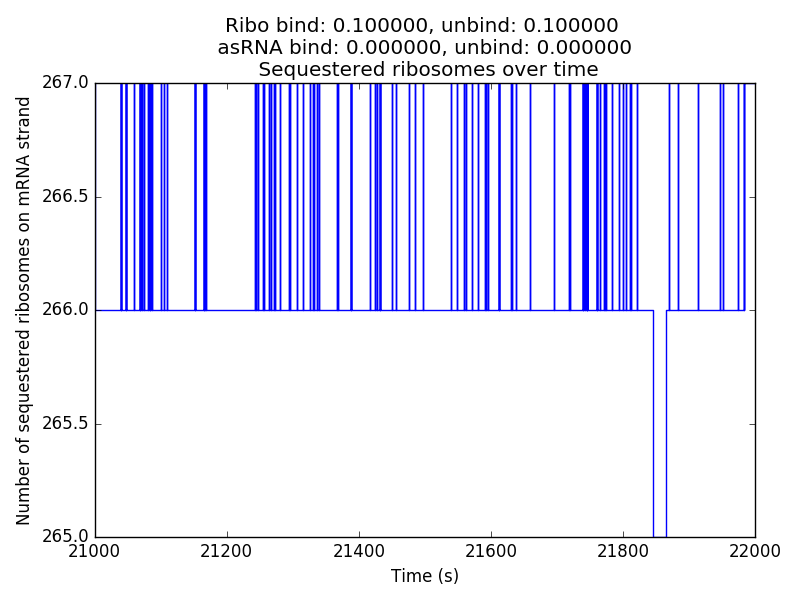 Ribo bind: 0.100000, unbind: 0.100000
asRNA bind: 0.000000, unbind: 0.000000
Sequestered ribosomes over time
Number of sequestered ribosomes on mRNA strand
267.0
266.5
266.0
265.5
265.0
21000 21200 21400 21600 21800 22000
Time (s)